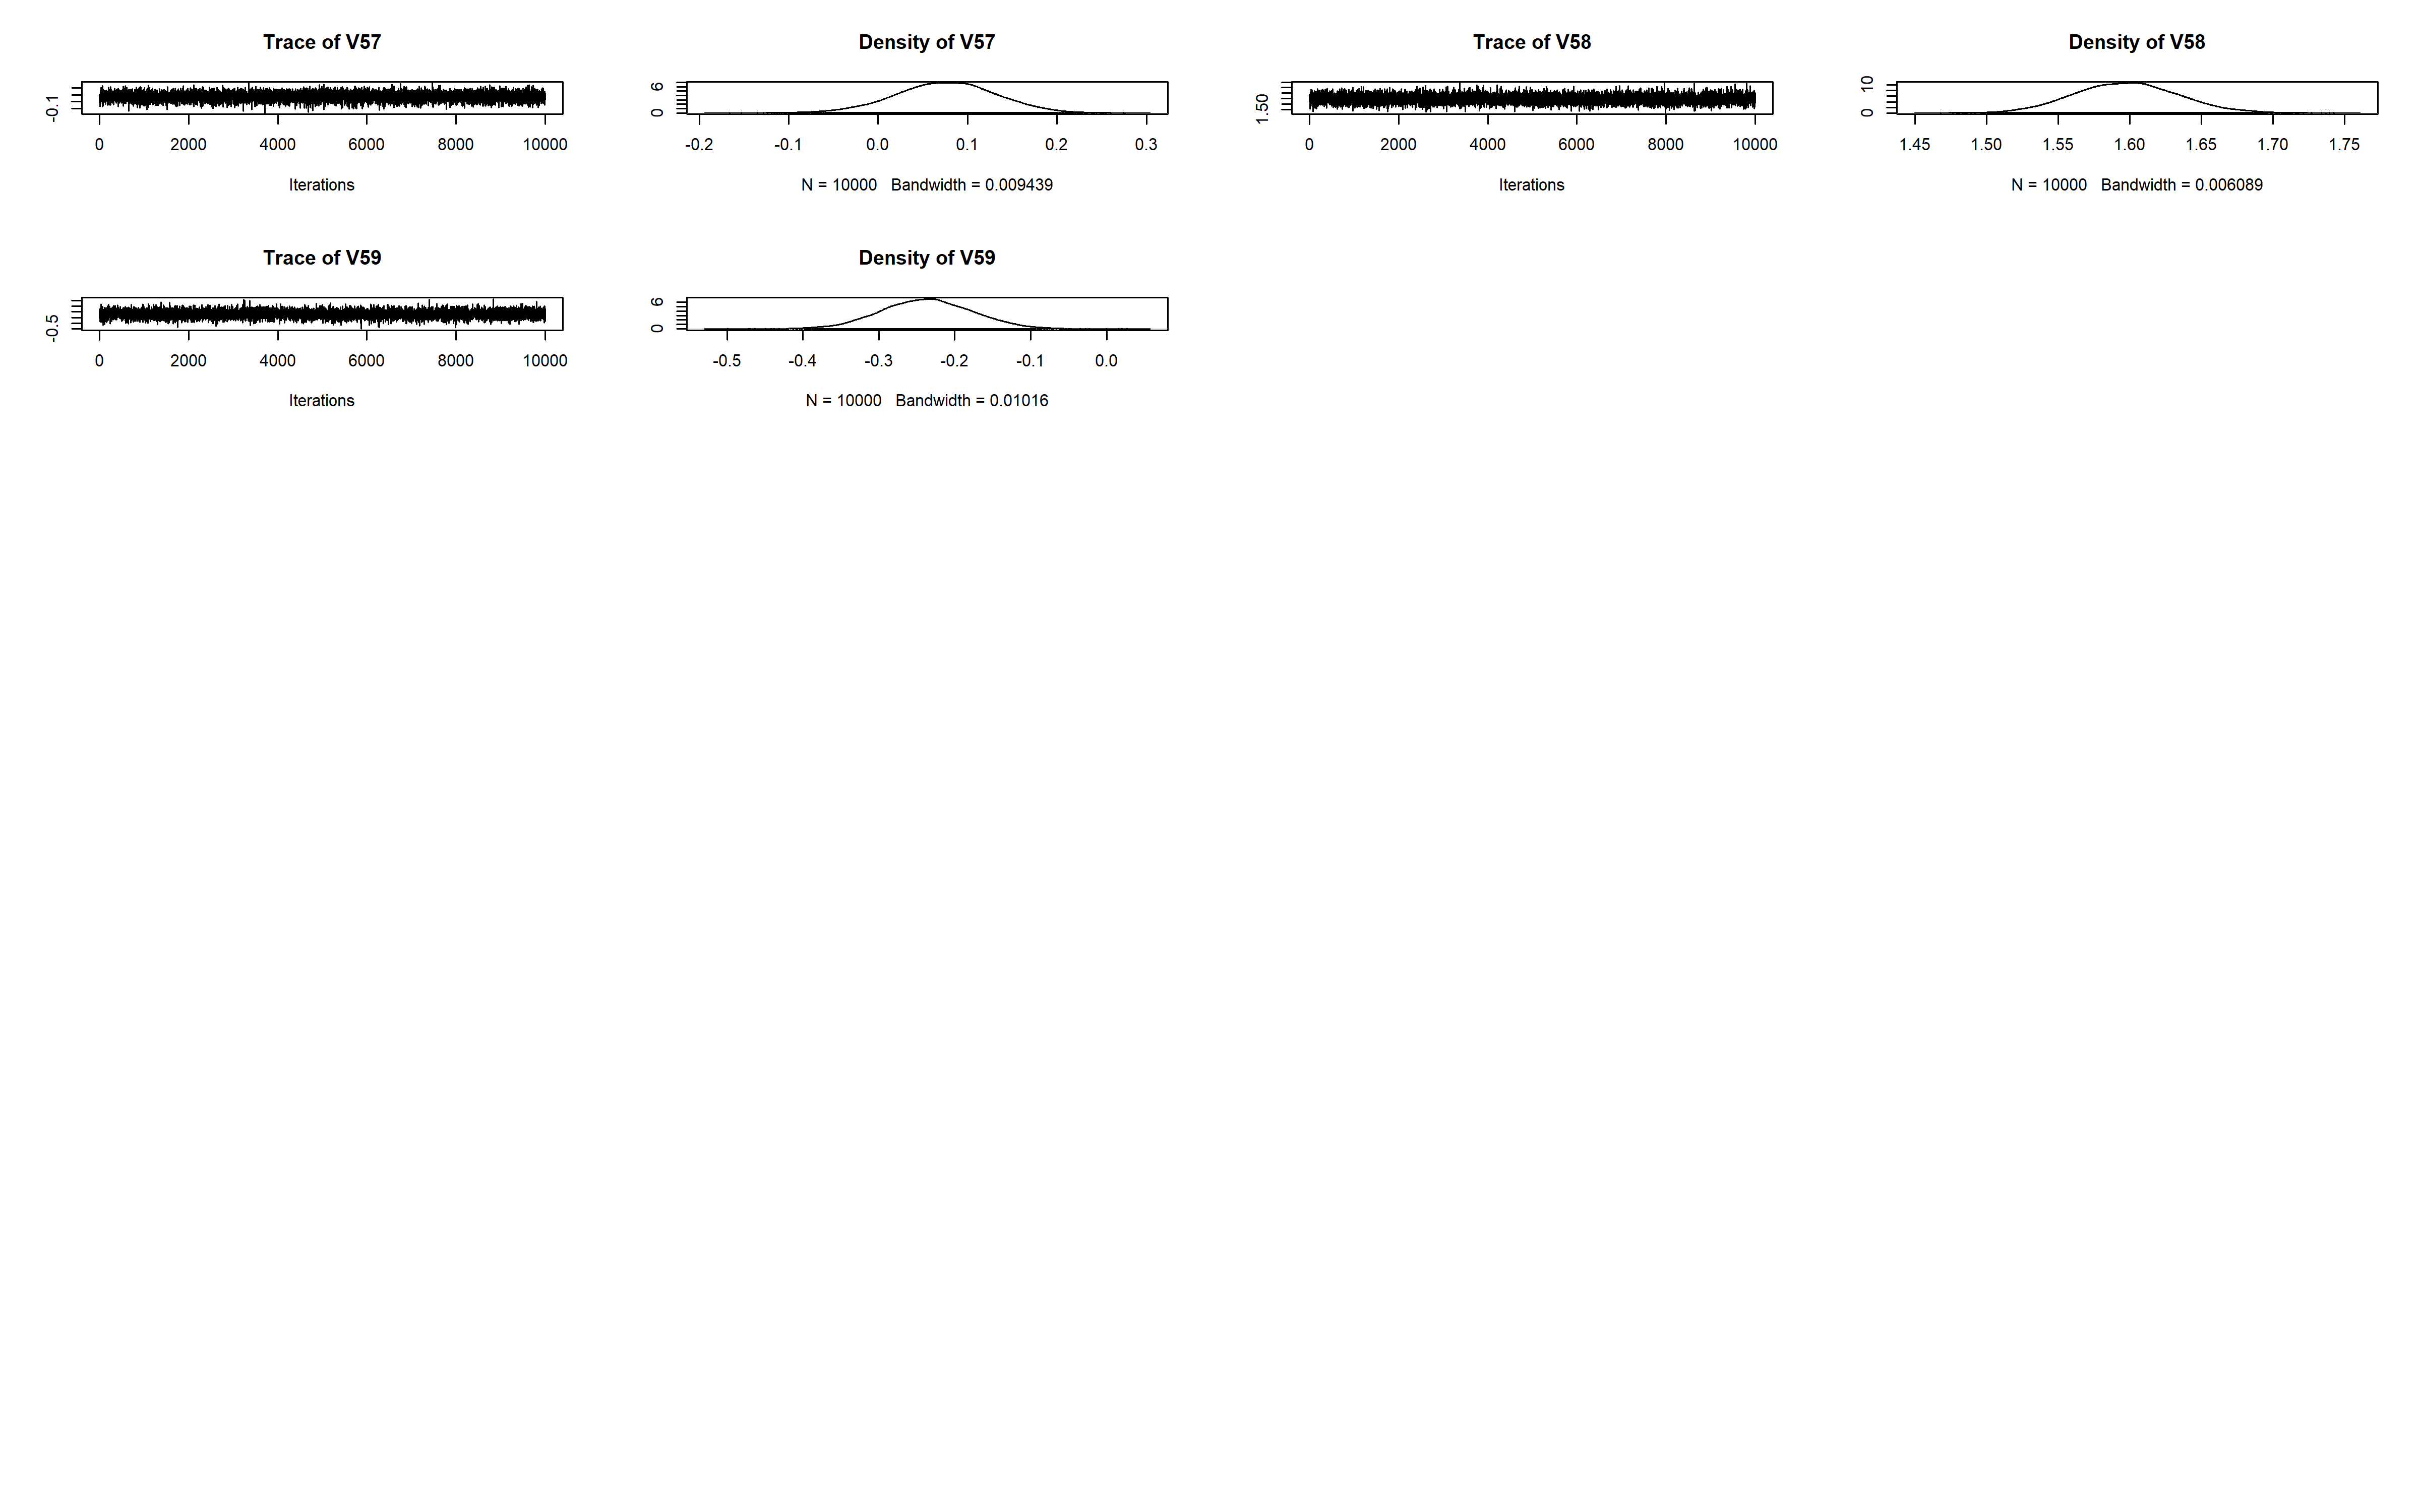 Trace of V57
-0.1
0 2000 4000 6000 8000 10000
Iterations
Density of V57
0 6
-0.2 -0.1 0.0 0.1 0.2 0.3
N = 10000 Bandwidth = 0.009439
Trace of V58
1.50
0 2000 4000 6000 8000 10000
Iterations
Density of V58
0 10
1.45 1.50 1.55 1.60 1.65 1.70 1.75
N = 10000 Bandwidth = 0.006089
Trace of V59
-0.5
0 2000 4000 6000 8000 10000
Iterations
Density of V59
0 6
-0.5 -0.4 -0.3 -0.2 -0.1 0.0
N = 10000 Bandwidth = 0.01016